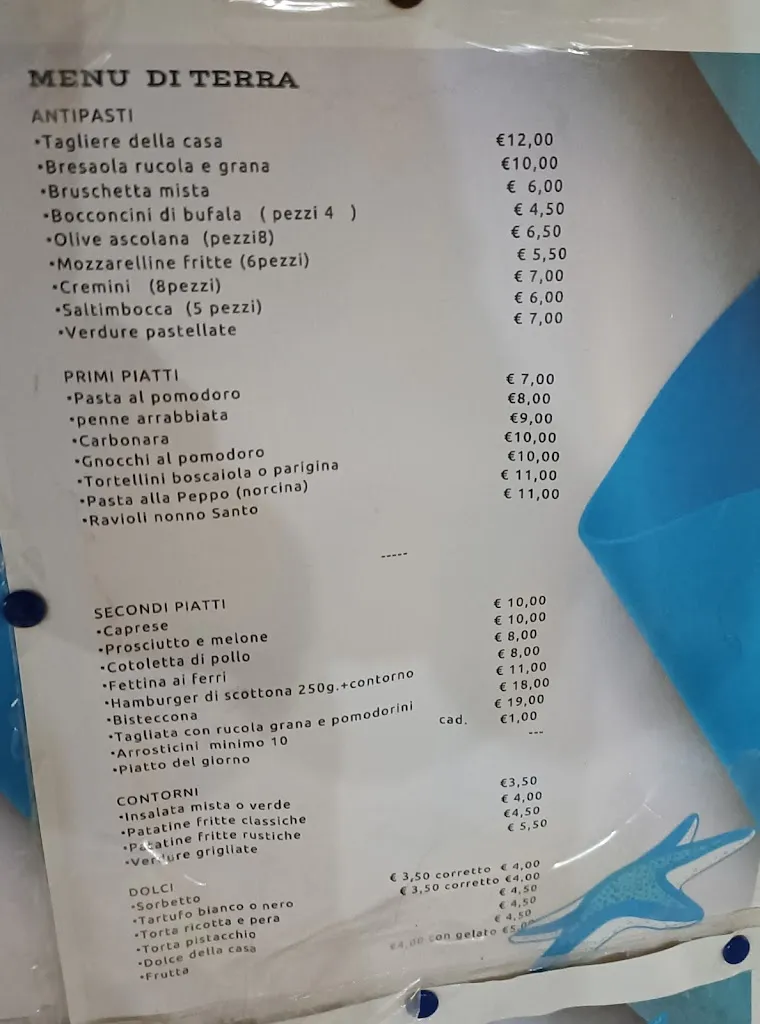 MENU DI TERRA
ANTIPASTI
•Tagliere della casa €12,00
•Bresaola rucola e grana €10,00
•Bruschetta mista € 6,00
•Bocconcini di bufala ( pezzi 4 ) € 4,50
•Olive ascolana (pezzi8) € 6,50
•Mozzarelline fritte (6pezzi) € 5,50
•Cremini (8pezzi) € 7,00
•Saltimbocca (5 pezzi) € 6,00
•Verdure pastellate € 7,00
PRIMI PIATTI
•Pasta al pomodoro € 7,00
•penne arrabbiata €8,00
•Carbonara €9,00
•Gnocchi al pomodoro €10,00
•Tortellini boscaiola o parigina €10,00
•Pasta alla Peppo (norcina) € 11,00
•Ravioli nonno Santo € 11,00
-----
SECONDI PIATTI
•Caprese € 10,00
•Prosciutto e melone € 10,00
•Cotoletta di pollo € 8,00
•Fettina ai ferri € 8,00
•Hamburger di scottona 250g.+contorno € 11,00
•Bisteccona € 18,00
•Tagliata con rucola grana e pomodorini € 19,00
•Arrosticini minimo 10 cad. €1,00
•Piatto del giorno ---
CONTORNI
•Insalata mista o verde €3,50
•Patatine fritte classiche € 4,00
•Patatine fritte rustiche €4,50
•Verdure grigliate € 5,50
DOLCI
•Sorbetto € 3,50 corretto € 4,00
•Tartufo bianco o nero € 3,50 corretto €4,00
•Torta ricotta e pera € 4,50
•Torta pistacchio € 4,50
•Dolce della casa € 4,50
•Frutta €4,00 con gelato €5,00